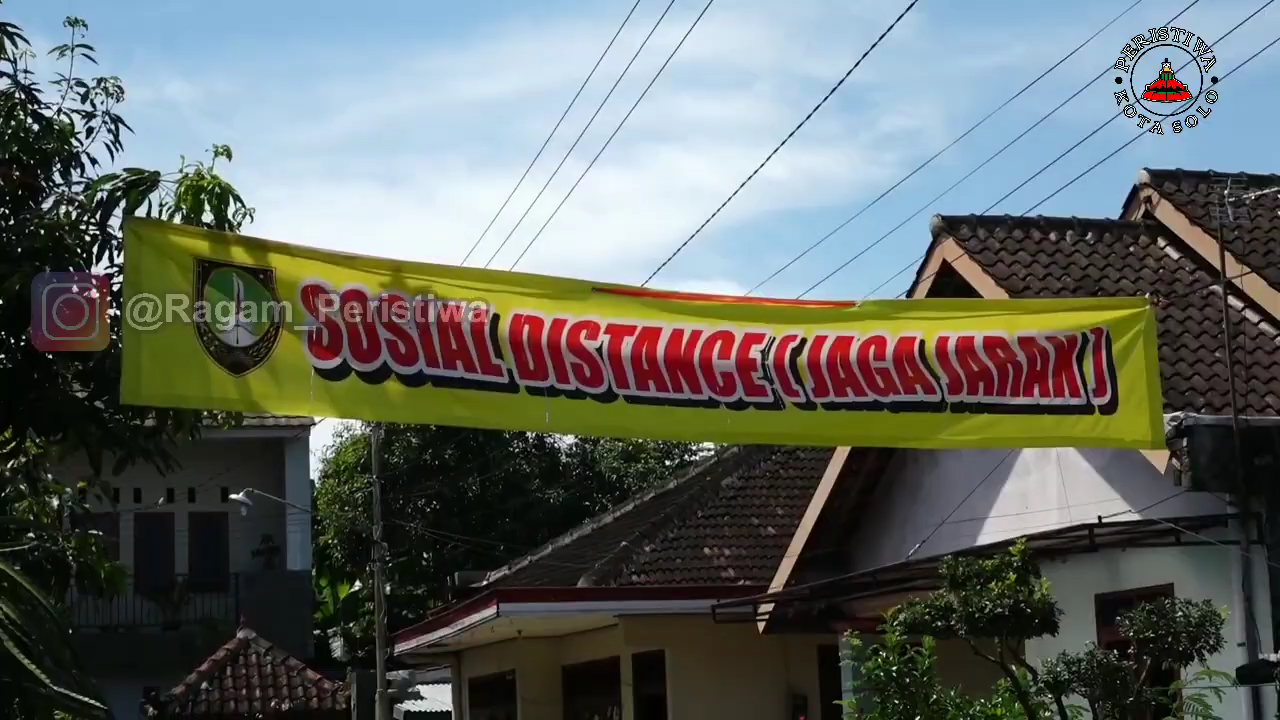 PERISTIWA
KOTA SOLO
@Ragam_Peristiwa
SOSIAL DISTANCE ( JAGA JARAK )